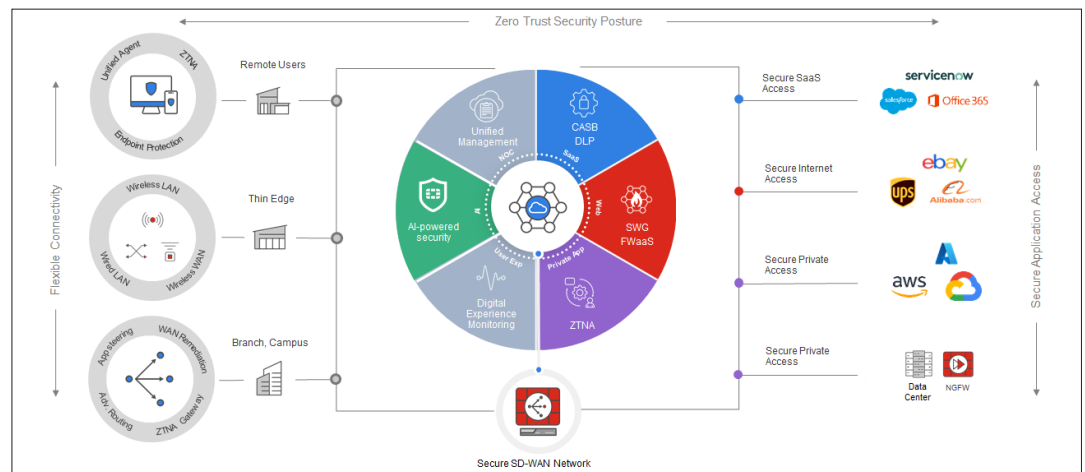 Zero Trust Security Posture
Flexible Connectivity
Unified Agent
ZTNA
Endpoint Protection
Remote Users
Wireless LAN
Wired LAN
Wireless WAN
Thin Edge
App steering
WAN Remediation
Adv. Routing
ZTNA Gateway
Branch, Campus
Unified
Management
NOC
CASB
DLP
SaaS
AI-powered
security
AI
SWG
FWaaS
Web
Digital
Experience
Monitoring
User Exp
ZTNA
Private App
Secure SD-WAN Network
Secure SaaS
Access
servicenow
salesforce
Office 365
Secure Internet
Access
ebay
ups
Alibaba.com
Secure Private
Access
aws
Secure Private
Access
Data
Center
NGFW
Secure Application Access